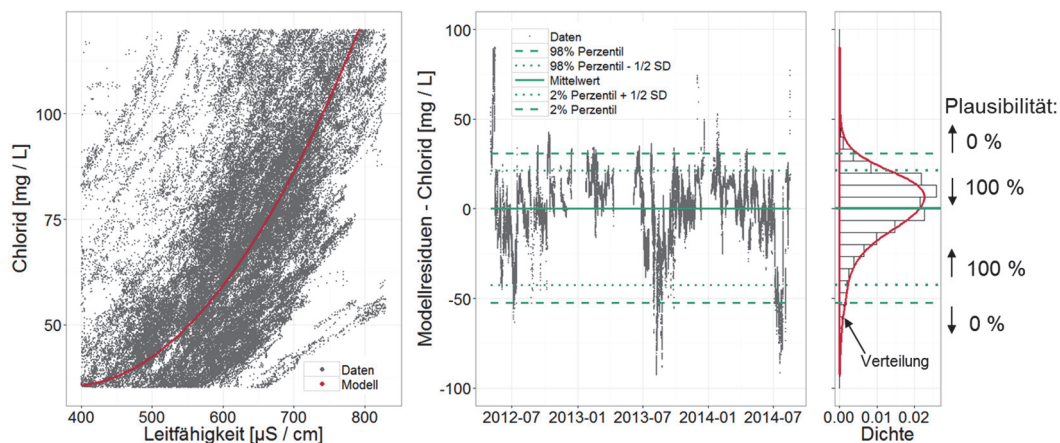 Chlorid [mg / L]
100
75
50
400
500
600
700
800
Leitfähigkeit [µS / cm]
Daten
Modell
Modellresiduen - Chlorid [mg / L]
100
50
0
-50
-100
2012-07
2013-01
2013-07
2014-01
2014-07
Daten
98% Perzentil
98% Perzentil - 1/2 SD
Mittelwert
2% Perzentil + 1/2 SD
2% Perzentil
0.00
0.01
0.02
Dichte
Verteilung
Plausibilität:
0 %
100 %
100 %
0 %